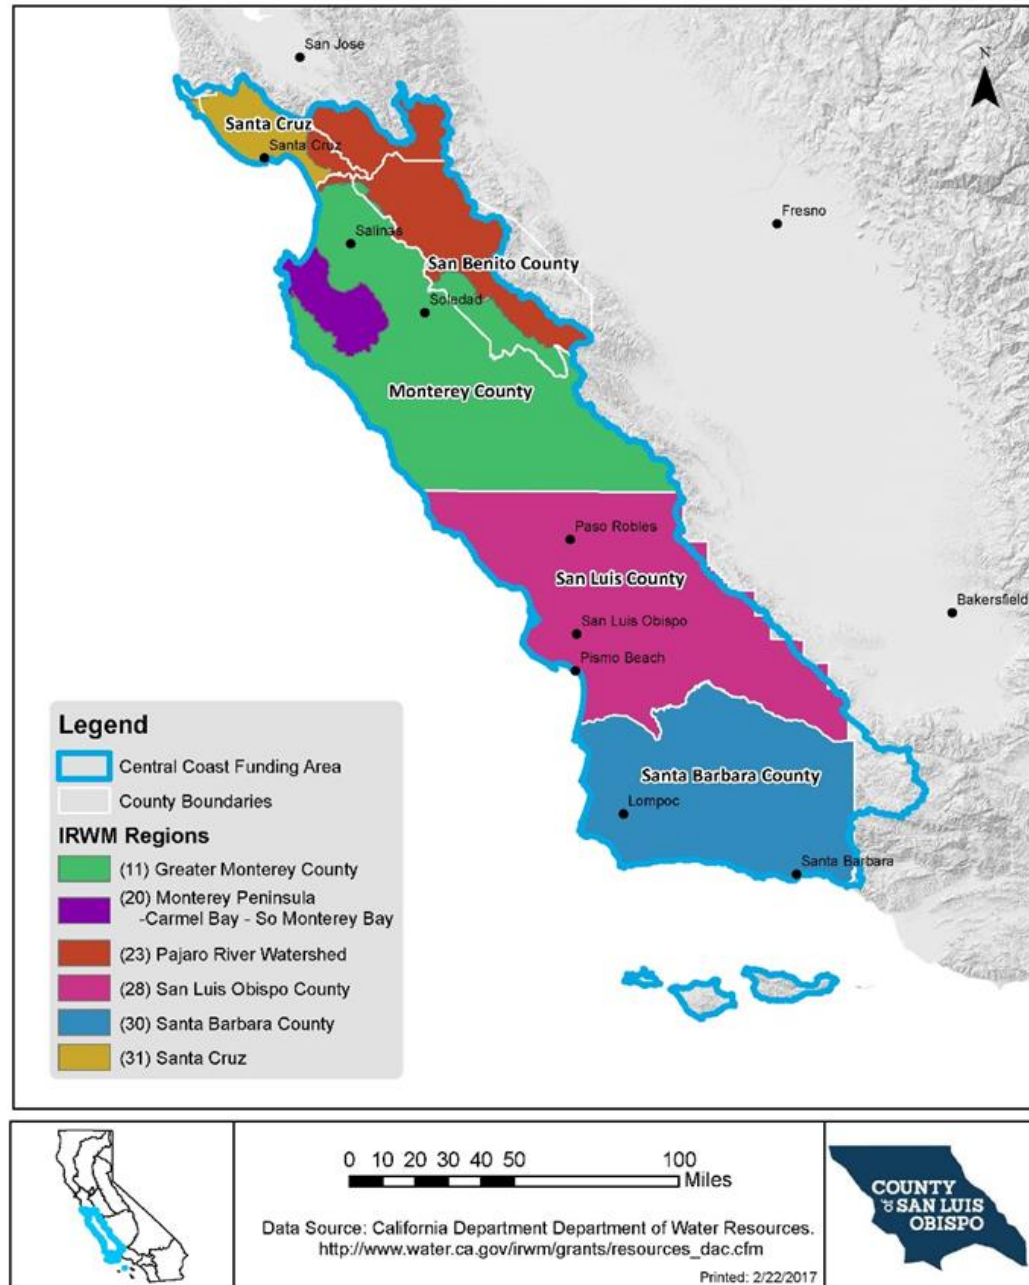 San Jose
N
Santa Cruz
Santa Cruz
Fresno
Salinas
San Benito County
Soledad
Monterey County
Paso Robles
San Luis County
Bakersfield
San Luis Obispo
Pismo Beach
Santa Barbara County
Lompoc
Santa Barbara
Legend
Central Coast Funding Area
County Boundaries
IRWM Regions
(11) Greater Monterey County
(20) Monterey Peninsula
-Carmel Bay - So Monterey Bay
(23) Pajaro River Watershed
(28) San Luis Obispo County
(30) Santa Barbara County
(31) Santa Cruz
0 10 20 30 40 50 100
Miles
Data Source: California Department Department of Water Resources.
http://www.water.ca.gov/irwm/grants/resources_dac.cfm
Printed: 2/22/2017
COUNTY
of SAN LUIS
OBISPO